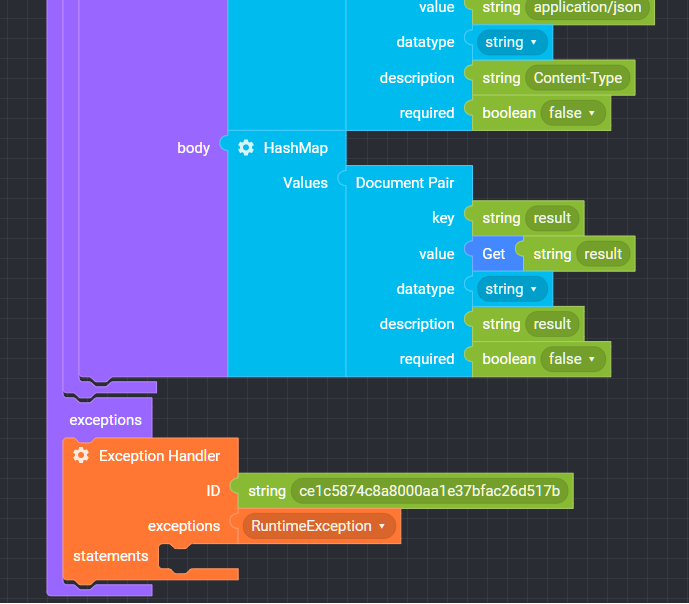 value string application/json
datatype string
description string Content-Type
required boolean false
body HashMap
Values Document Pair
key string result
value Get string result
datatype string
description string result
required boolean false
exceptions
Exception Handler
ID string ce1c5874c8a8000aa1e37bfac26d517b
exceptions RuntimeException
statements